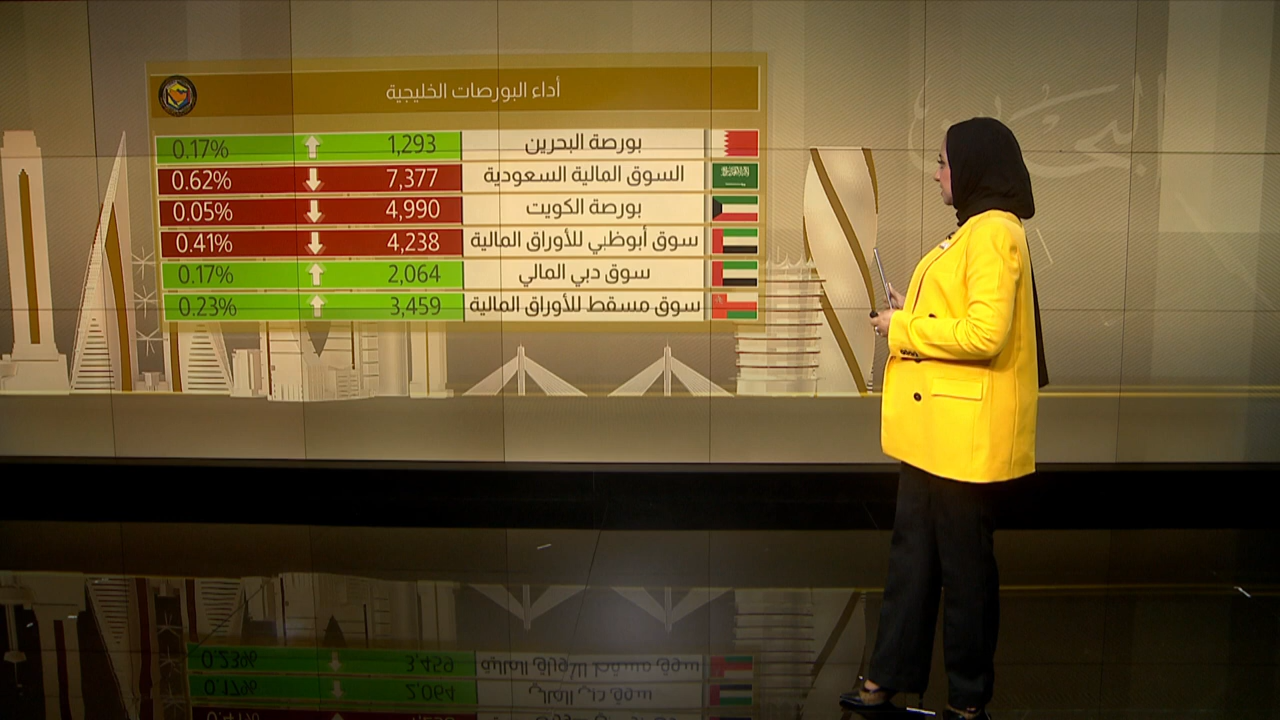 أداء البورصات الخليجية
بورصة البحرين 1,293 0.17%
السوق المالية السعودية 7,377 0.62%
بورصة الكويت 4,990 0.05%
سوق أبوظبي للأوراق المالية 4,238 0.41%
سوق دبي المالي 2,064 0.17%
سوق مسقط للأوراق المالية 3,459 0.23%
البحرين